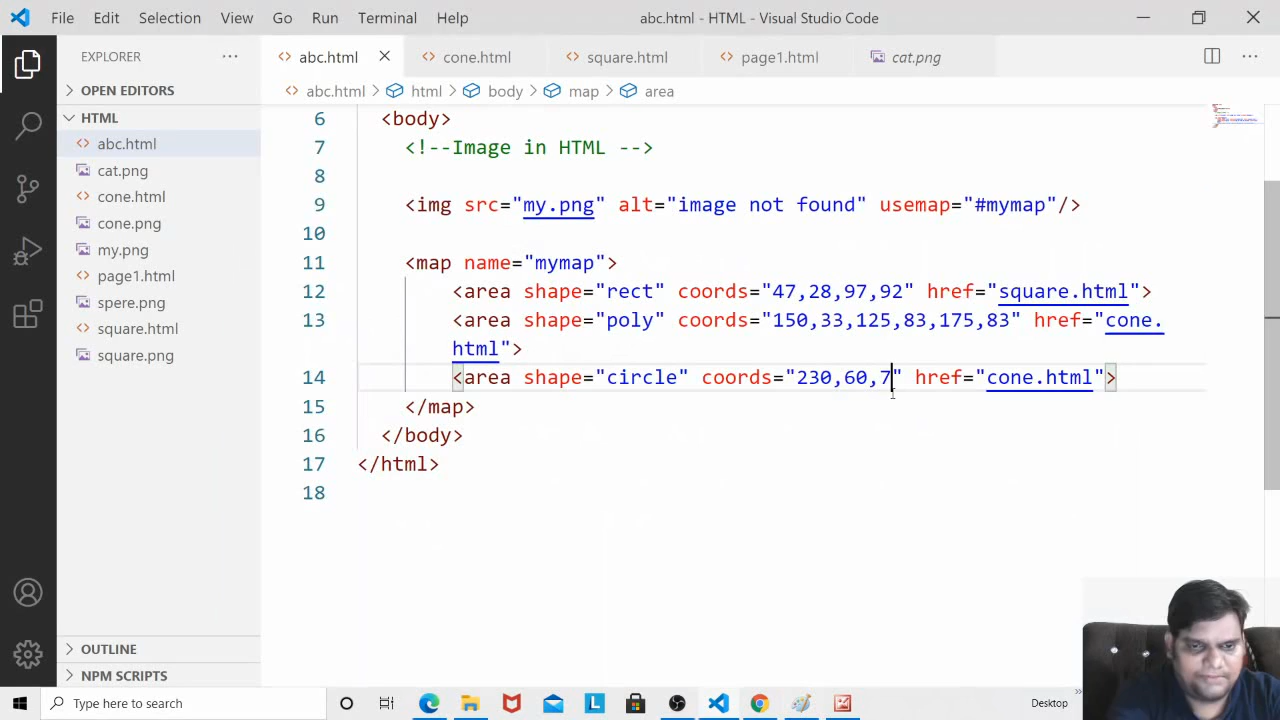 File Edit Selection View Go Run Terminal Help abc.html - HTML - Visual Studio Code
EXPLORER
abc.html cone.html square.html page1.html cat.png
OPEN EDITORS
abc.html > html > body > map > area
HTML
abc.html
cat.png
cone.html
cone.png
my.png
page1.html
spere.png
square.html
square.png
OUTLINE
NPM SCRIPTS
6 <body>
7 <!--Image in HTML -->
8
9 <img src="my.png" alt="image not found" usemap="#mymap"/>
10
11 <map name="mymap">
12 <area shape="rect" coords="47,28,97,92" href="square.html">
13 <area shape="poly" coords="150,33,125,83,175,83" href="cone.
html">
14 <area shape="circle" coords="230,60,7" href="cone.html">
15 </map>
16 </body>
17 </html>
18
Type here to search
Desktop